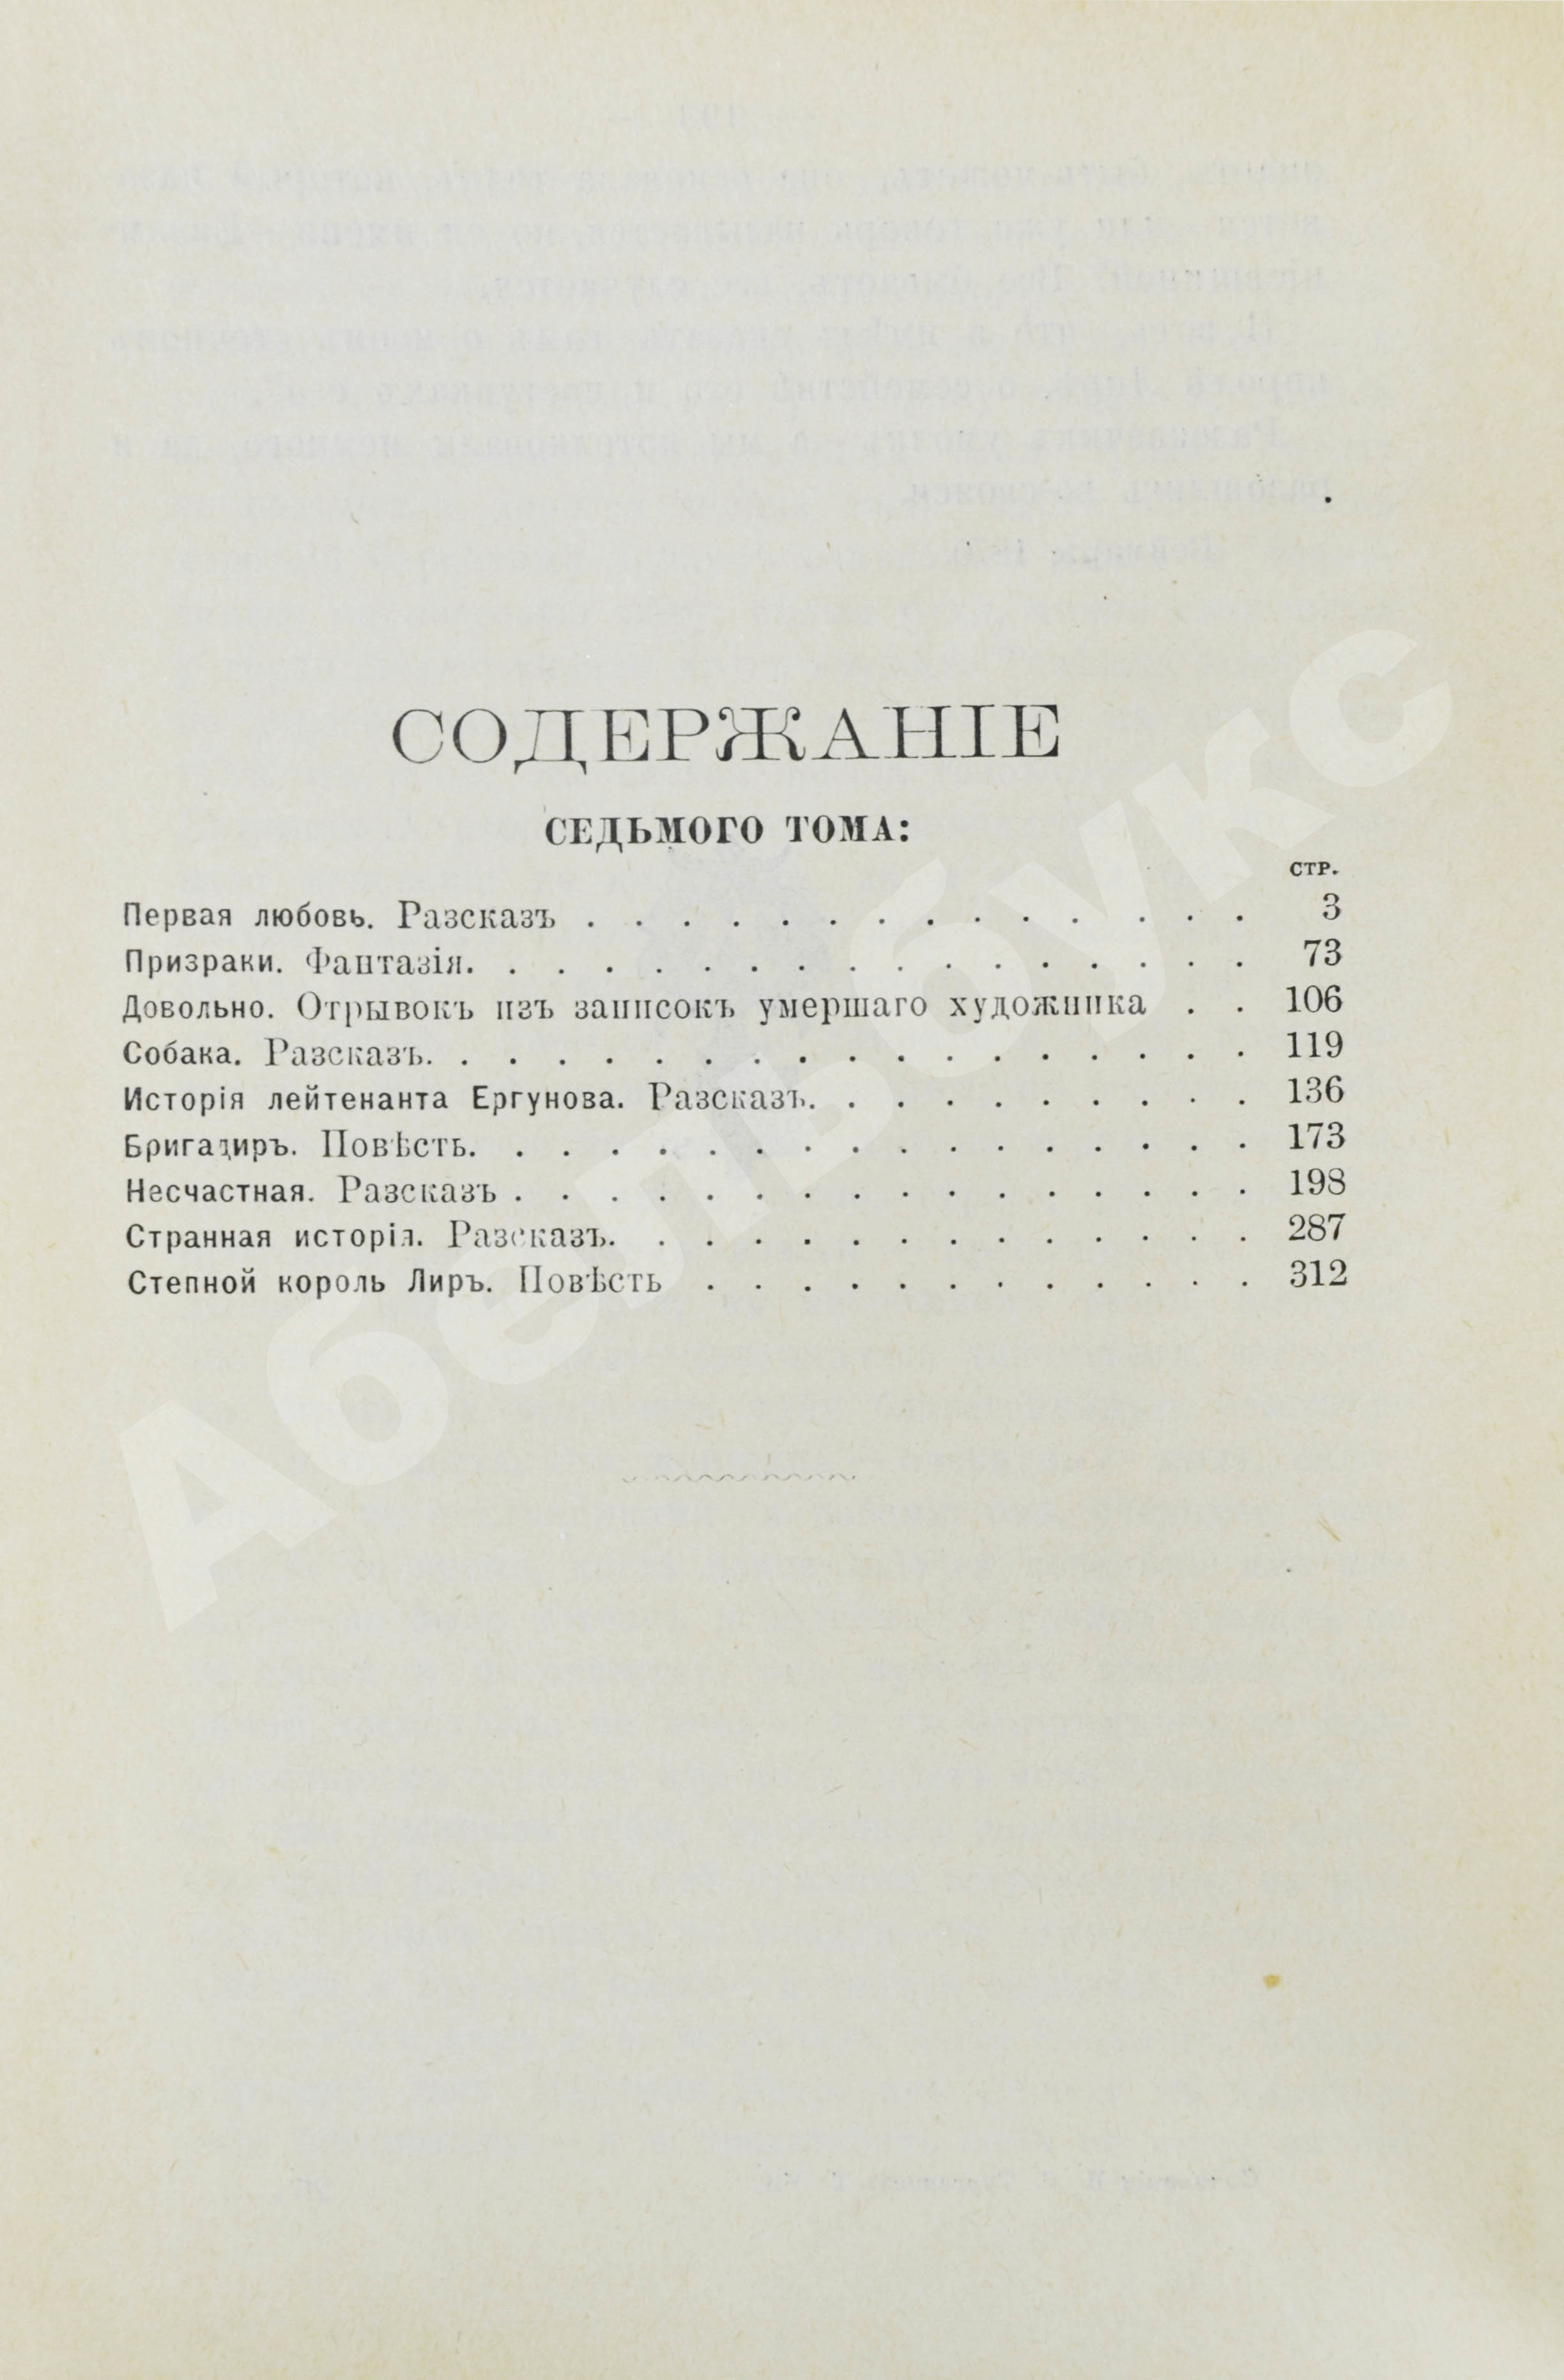 СОДЕРЖАНІЕ
СЕДЬМОГО ТОМА:
СТР.
Первая любовь. Разсказъ . . . . . . . . . . . . . . 3
Призраки. Фантазія. . . . . . . . . . . . . . . . . 73
Довольно. Отрывокъ изъ записокъ умершаго художника . . 106
Собака. Разсказъ. . . . . . . . . . . . . . . . . . 119
Исторія лейтенанта Ергунова. Разсказъ. . . . . . . . . . 136
Бригадиръ. Повѣсть. . . . . . . . . . . . . . . . . 173
Несчастная. Разсказъ . . . . . . . . . . . . . . . . 198
Странная исторія. Разсказъ. . . . . . . . . . . . . . 287
Степной король Лиръ. Повѣсть . . . . . . . . . . . . 312
Абельбукс